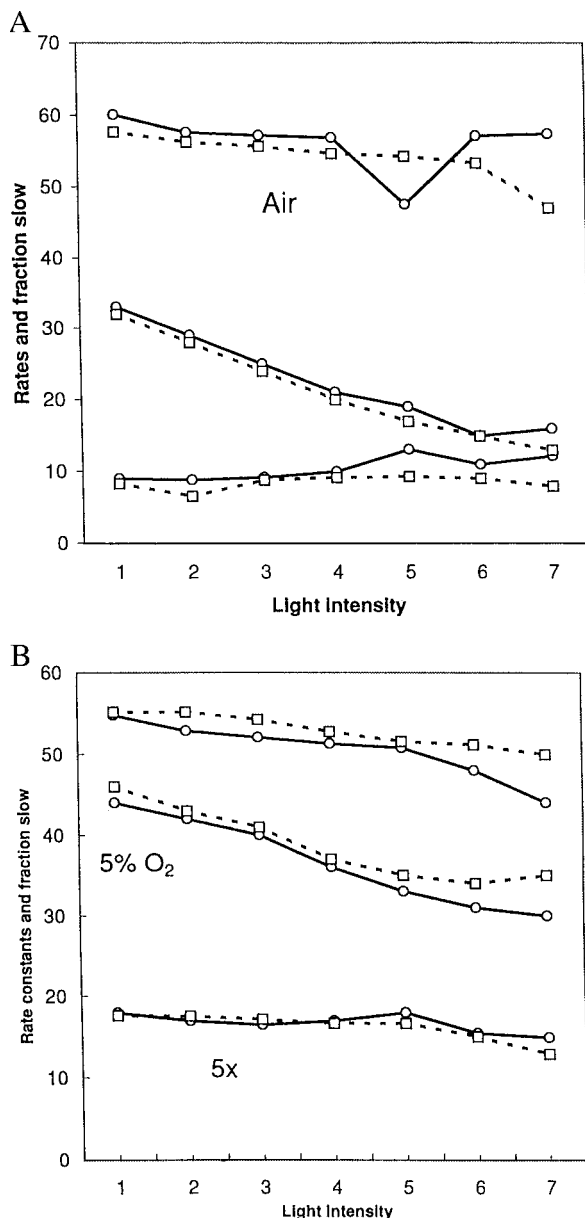 A
70
60
50
40
30
20
10
0
Rates and fraction slow
Air
1 2 3 4 5 6 7
Light intensity
B
60
50
40
30
20
10
0
Rate constants and fraction slow
5% O₂
5x
1 2 3 4 5 6 7
Light intensity